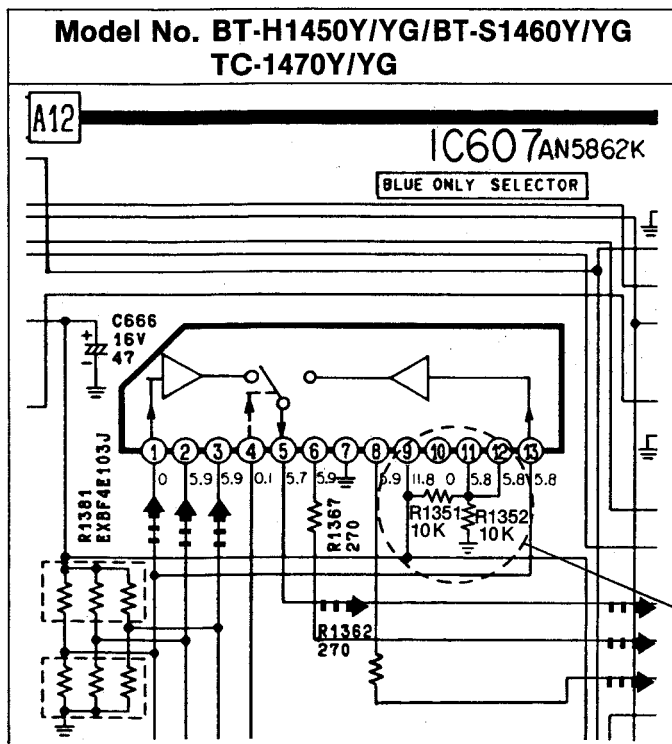 Model No. BT-H1450Y/YG/BT-S1460Y/YG
TC-1470Y/YG
A12
IC607 AN5862K
BLUE ONLY SELECTOR
C666
16V
47
+
-
1 2 3 4 5 6 7 8 9 10 11 12 13
0 5.9 5.9 0.1 5.7 5.9 5.9 11.8 0 5.8 5.8 5.8
R1381
EXBF4E103J
R1367
270
R1351
10K
R1352
10K
R1362
270